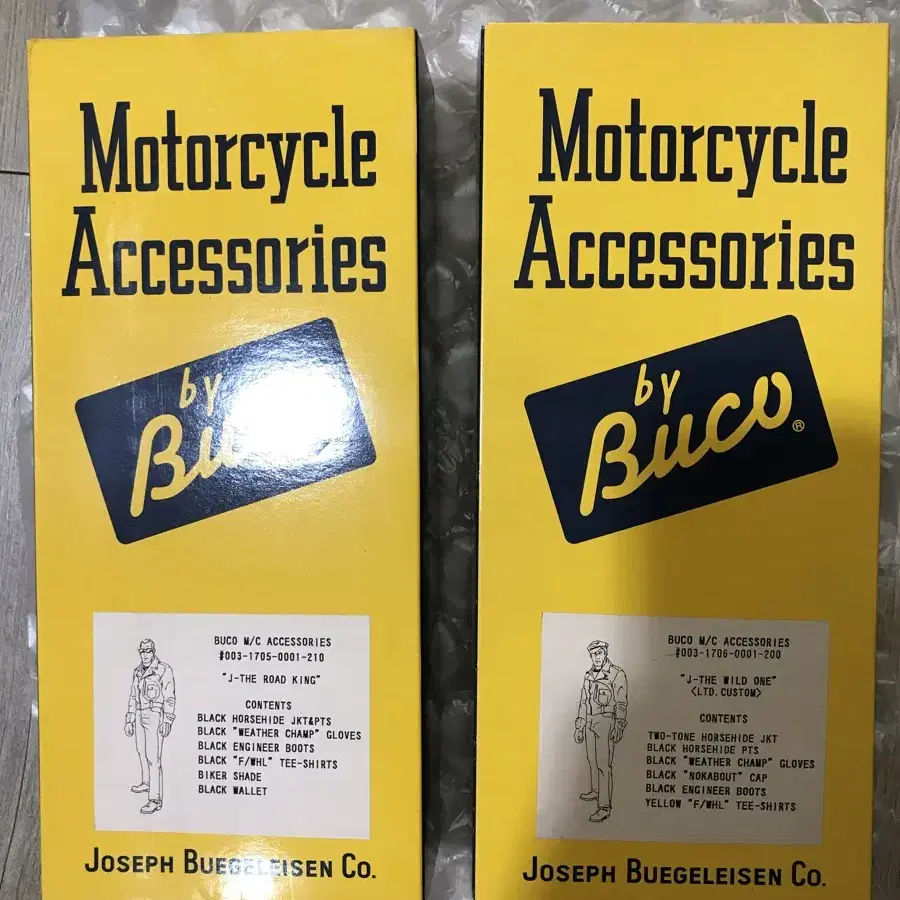 Motorcycle
Accessories
by
Bu
BUCO M/C ACCESSORIES
#003-1705-0001-210
"J-THE ROAD KING"
CONTENTS
BLACK HORSEHIDE JKT&PTS
BLACK "WEATHER CHAMP" GLOVES
BLACK ENGINEER BOOTS
BLACK "F/WHL" TEE-SHIRTS
BIKER SHADE
BLACK WALLET
JOSEPH BUEGELEISEN CO.
Motorcycle
Accessories
by
Buco®
BUCO M/C ACCESSORIES
#003-1706-0001-200
"J-THE WILD ONE"
<LTD.CUSTOM>
CONTENTS
TWO-TONE HORSEHIDE JKT
BLACK HORSEHIDE PTS
BLACK "WEATHER CHAMP" GLOVES
BLACK "NOKABOUT" CAP
BLACK ENGINEER BOOTS
YELLOW "F/WHL" TEE-SHIRTS
JOSEPH BUEGELEISEN CO.